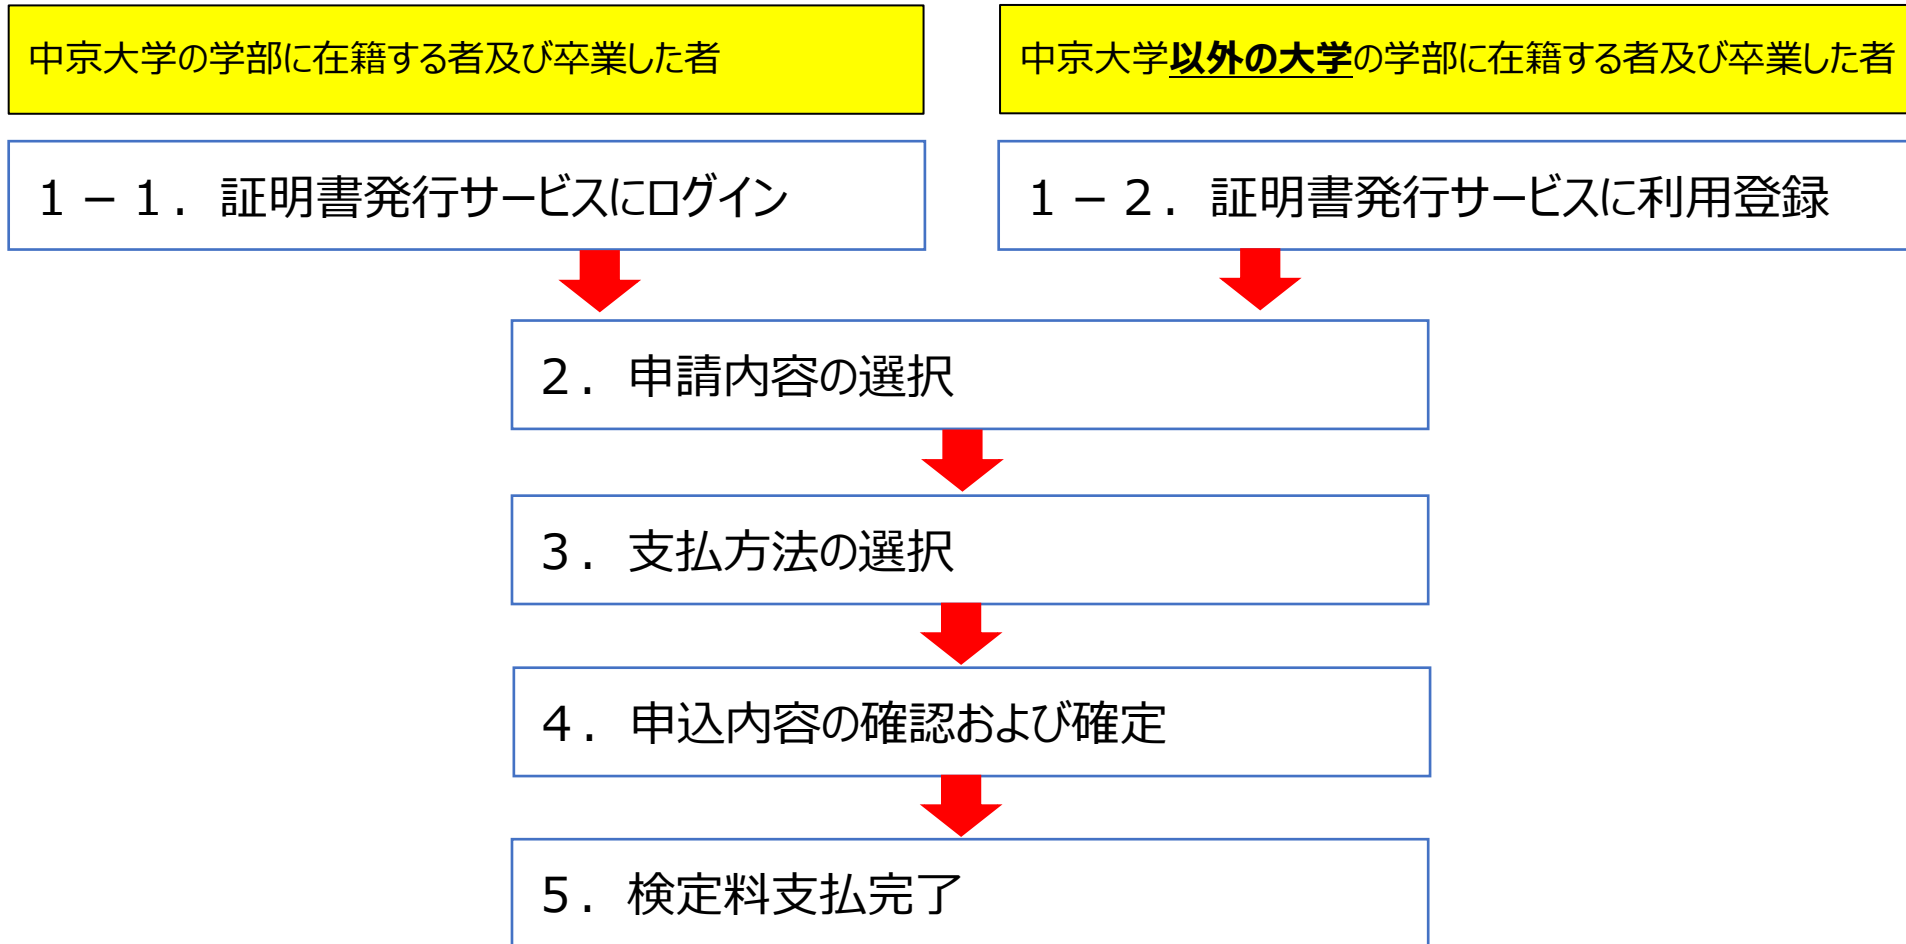 中京大学の学部に在籍する者及び卒業した者
中京大学以外の大学の学部に在籍する者及び卒業した者
１－１．証明書発行サービスにログイン
１－２．証明書発行サービスに利用登録
２．申請内容の選択
３．支払方法の選択
４．申込内容の確認および確定
５．検定料支払完了